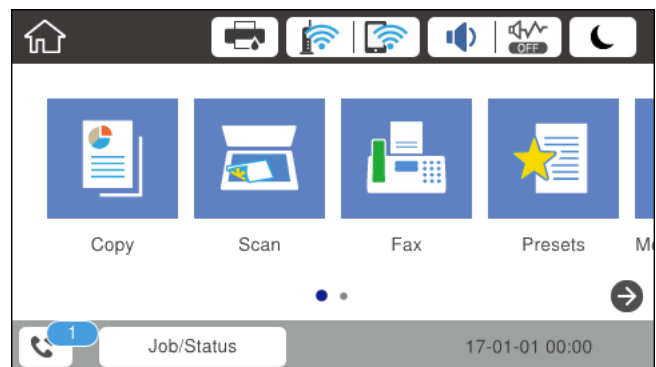 OFF
Copy
Scan
Fax
Presets
1
Job/Status
17-01-01 00:00